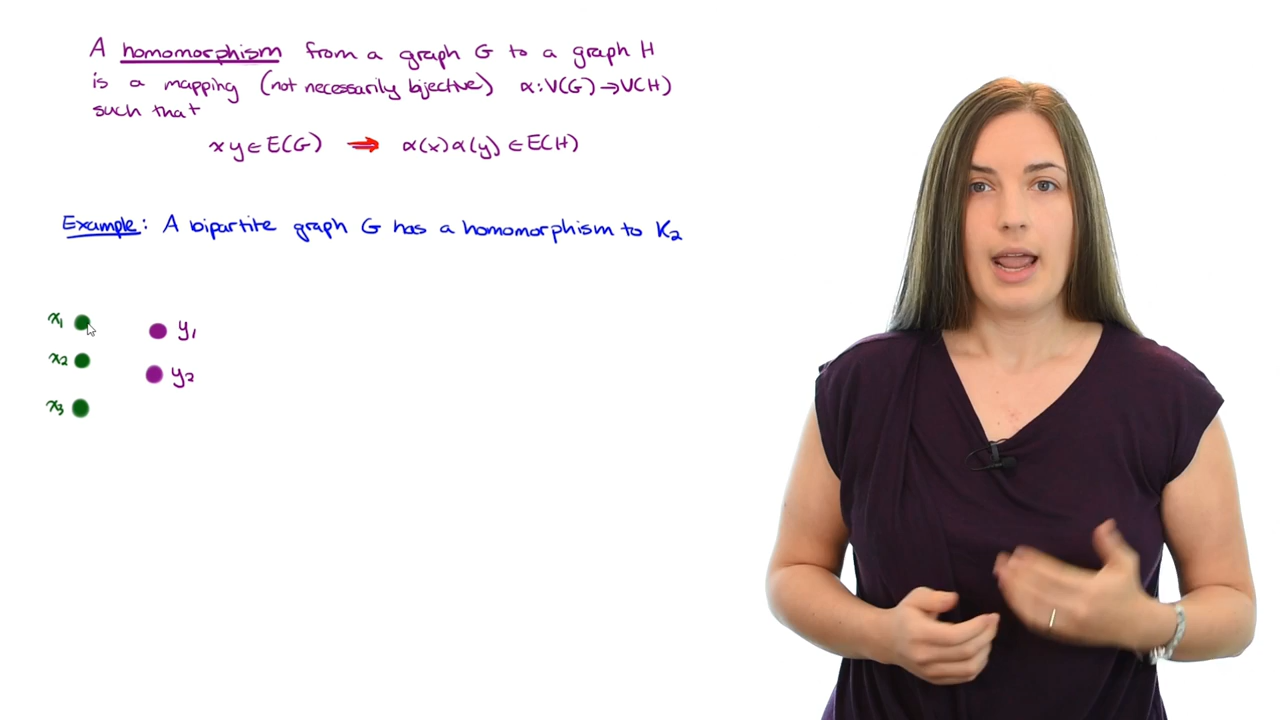 A homomorphism from a graph G to a graph H
is a mapping (not necessarily bijective) α: V(G) → V(H)
such that
xy ∈ E(G) ⇒ α(x)α(y) ∈ E(H)
Example: A bipartite graph G has a homomorphism to K₂
x₁ y₁
x₂ y₂
x₃